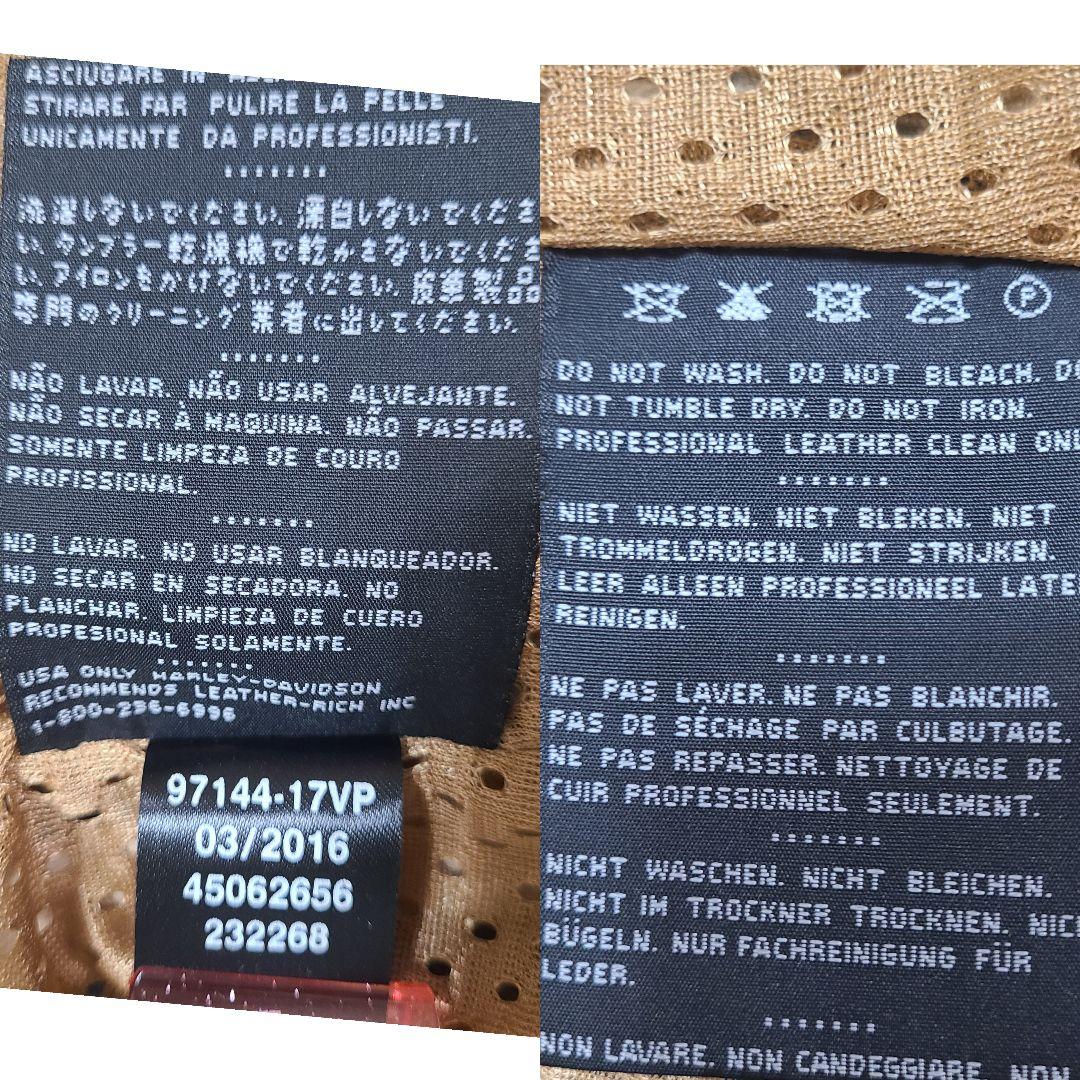 ASCIUGARE IN
STIRARE. FAR PULIRE LA PELLE
UNICAMENTE DA PROFESSIONISTI.
洗濯しないでください. 漂白しないでくださ
い. タンブラー乾燥機で乾かさないでくださ
い. アイロンをかけないでください. 皮革製品
専門のクリーニング業者に出してください.
NÃO LAVAR. NÃO USAR ALVEJANTE.
NÃO SECAR À MAQUINA. NÃO PASSAR.
SOMENTE LIMPEZA DE COURO
PROFISSIONAL.
NO LAVAR. NO USAR BLANQUEADOR.
NO SECAR EN SECADORA. NO
PLANCHAR. LIMPIEZA DE CUERO
PROFESIONAL SOLAMENTE.
USA ONLY HARLEY-DAVIDSON
RECOMMENDS LEATHER-RICH INC
1-800-236-6996
97144-17VP
03/2016
45062656
232268
P
DO NOT WASH. DO NOT BLEACH. D
NOT TUMBLE DRY. DO NOT IRON.
PROFESSIONAL LEATHER CLEAN ON
NIET WASSEN. NIET BLEKEN. NIET
TROMMELDROGEN. NIET STRIJKEN.
LEER ALLEEN PROFESSIONEEL LATE
REINIGEN.
NE PAS LAVER. NE PAS BLANCHIR.
PAS DE SÉCHAGE PAR CULBUTAGE.
NE PAS REPASSER. NETTOYAGE DE
CUIR PROFESSIONNEL SEULEMENT.
NICHT WASCHEN. NICHT BLEICHEN.
NICHT IM TROCKNER TROCKNEN. NIC
BÜGELN. NUR FACHREINIGUNG FÜR
LEDER.
NON LAVARE. NON CANDEGGIARE. NON